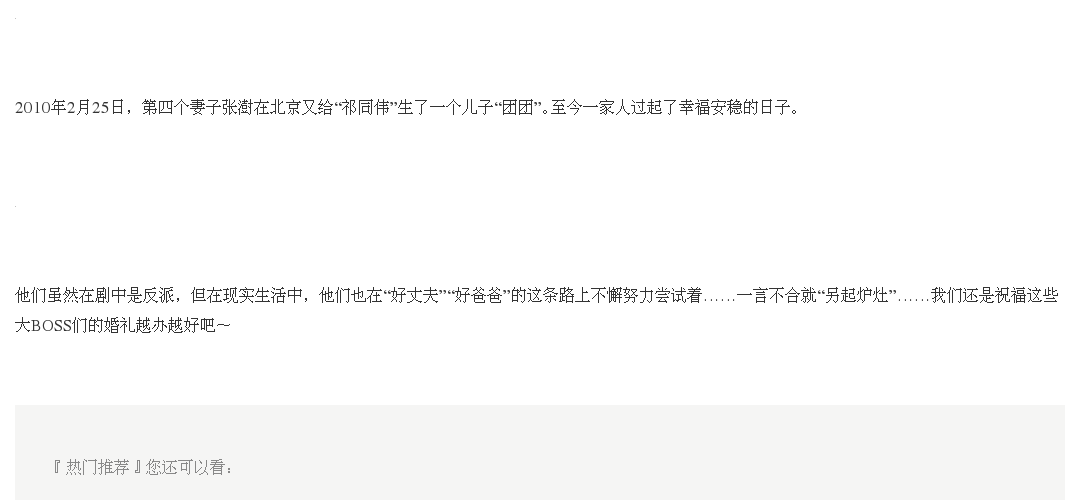 2010年2月25日，第四个妻子张澍在北京又给“祁同伟”生了一个儿子“团团”。至今一家人过起了幸福安稳的日子。
他们虽然在剧中是反派，但在现实生活中，他们也在“好丈夫”“好爸爸”的这条路上不懈努力尝试着……一言不合就“另起炉灶”……我们还是祝福这些
大BOSS们的婚礼越办越好吧～
『 热门推荐 』您还可以看：